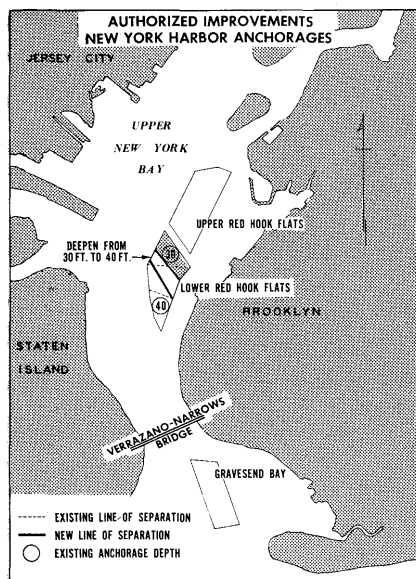 AUTHORIZED IMPROVEMENTS
NEW YORK HARBOR ANCHORAGES
JERSEY CITY
UPPER
NEW YORK
BAY
UPPER RED HOOK FLATS
DEEPEN FROM
30 FT. TO 40 FT.
LOWER RED HOOK FLATS
40
BROOKLYN
STATEN
ISLAND
VERRAZANO-NARROWS
BRIDGE
GRAVESEND BAY
EXISTING LINE OF SEPARATION
NEW LINE OF SEPARATION
EXISTING ANCHORAGE DEPTH